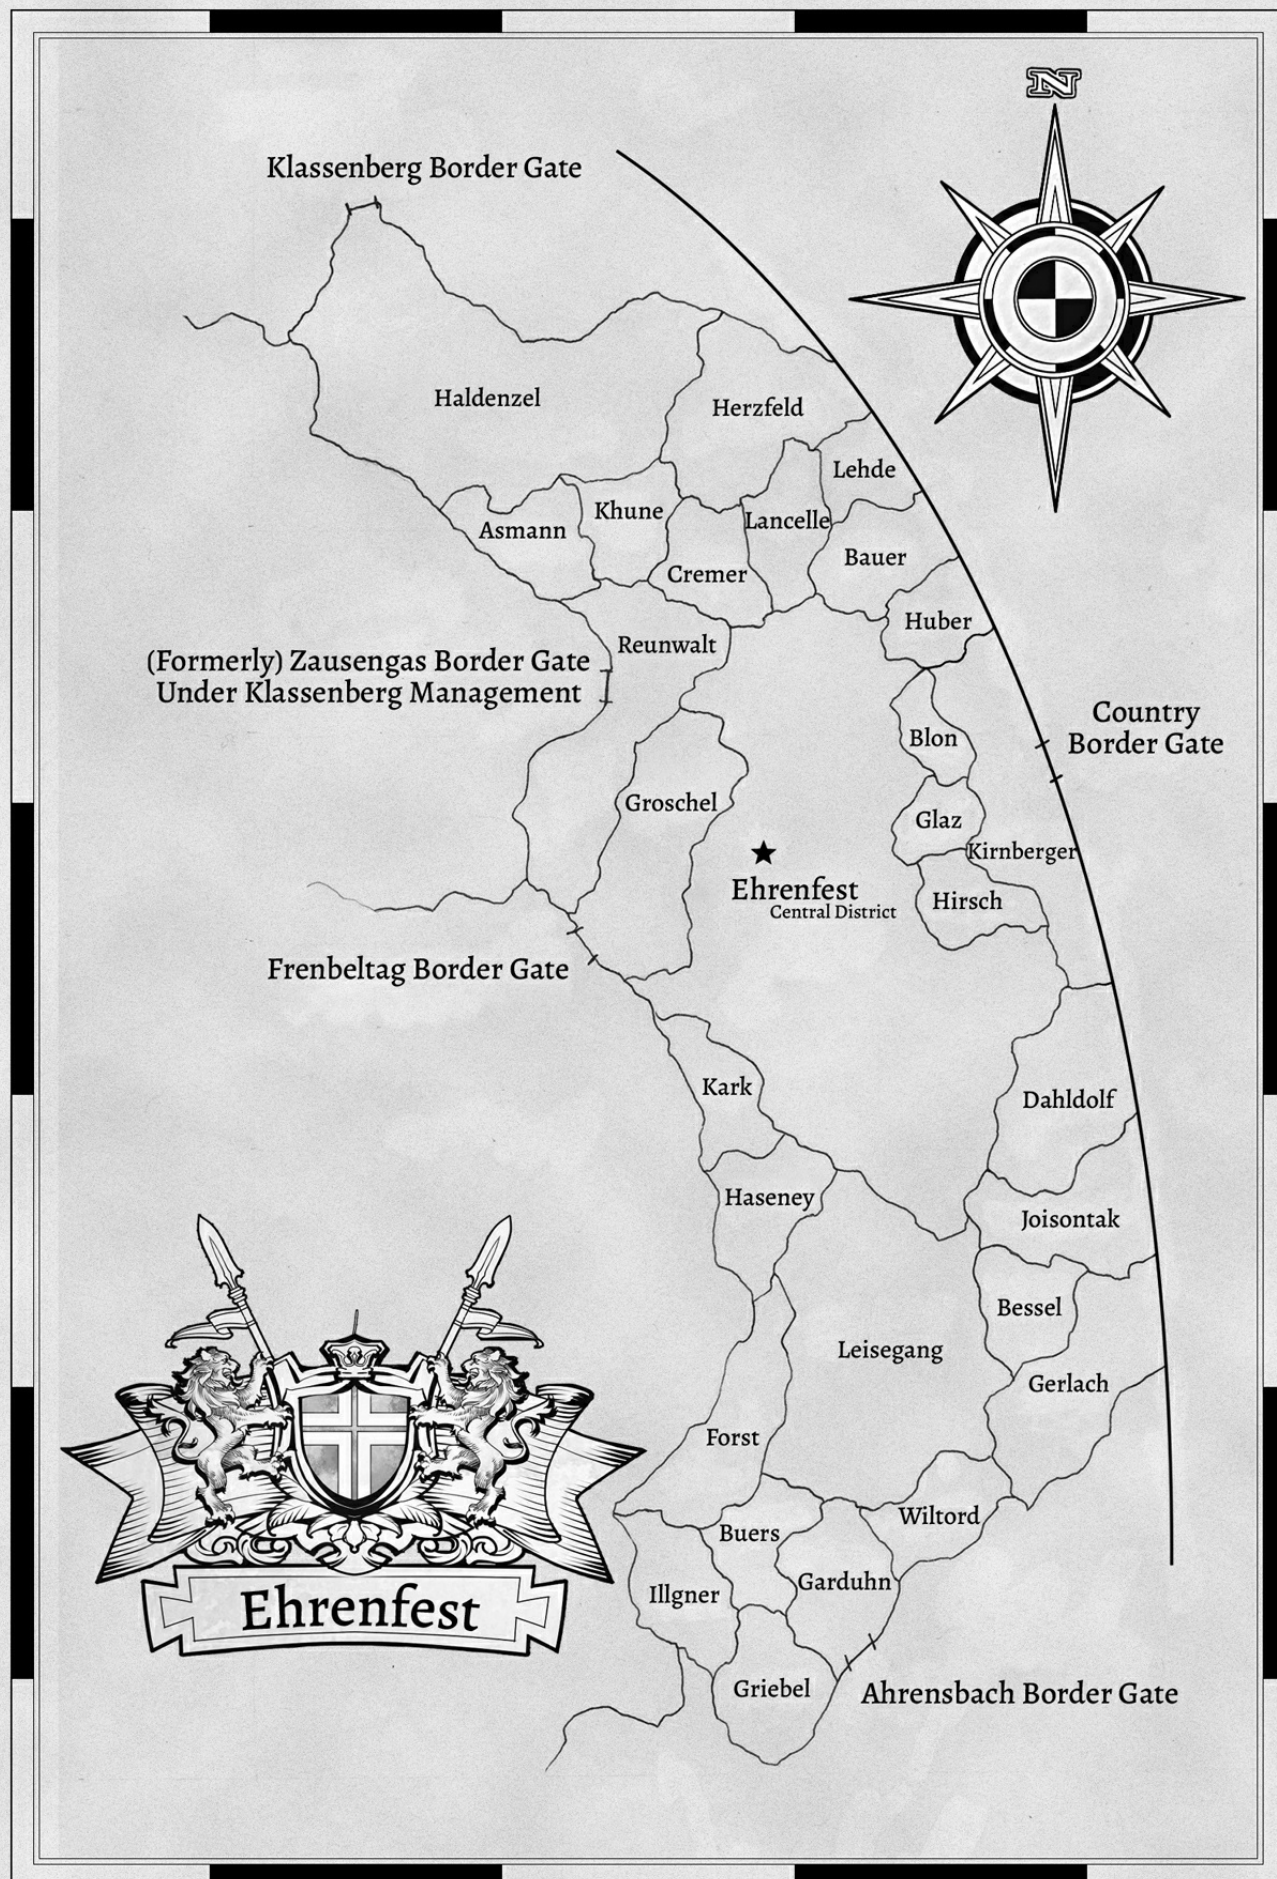 N
Klassenberg Border Gate
Haldenzel
Herzfeld
Lehde
Khune
Lancelle
Asmann
Bauer
Cremer
Huber
Reunwalt
(Formerly) Zausengas Border Gate
Under Klassenberg Management
Country
Border Gate
Blon
Groschel
Glaz
Kirnberger
Ehrenfest
Central District
Hirsch
Frenbeltag Border Gate
Kark
Dahldolf
Haseney
Joisontak
Bessel
Leisegang
Gerlach
Forst
Wiltord
Buers
Garduhn
Illgner
Ehrenfest
Griebel
Ahrensbach Border Gate